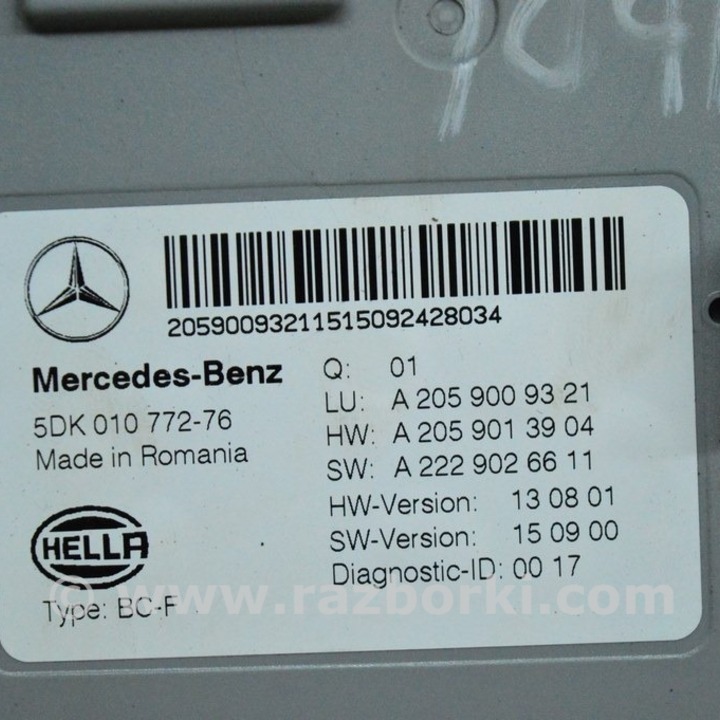 205900932115150924 28034
Mercedes-Benz
5DK 010 772-76
Made in Romania
HELLA
Type: BC-F
Q: 01
LU: A 205 900 93 21
HW: A 205 901 39 04
SW: A 222 902 66 11
HW-Version: 13 08 01
SW-Version: 15 09 00
Diagnostic-ID: 00 17
© www.razborki.com